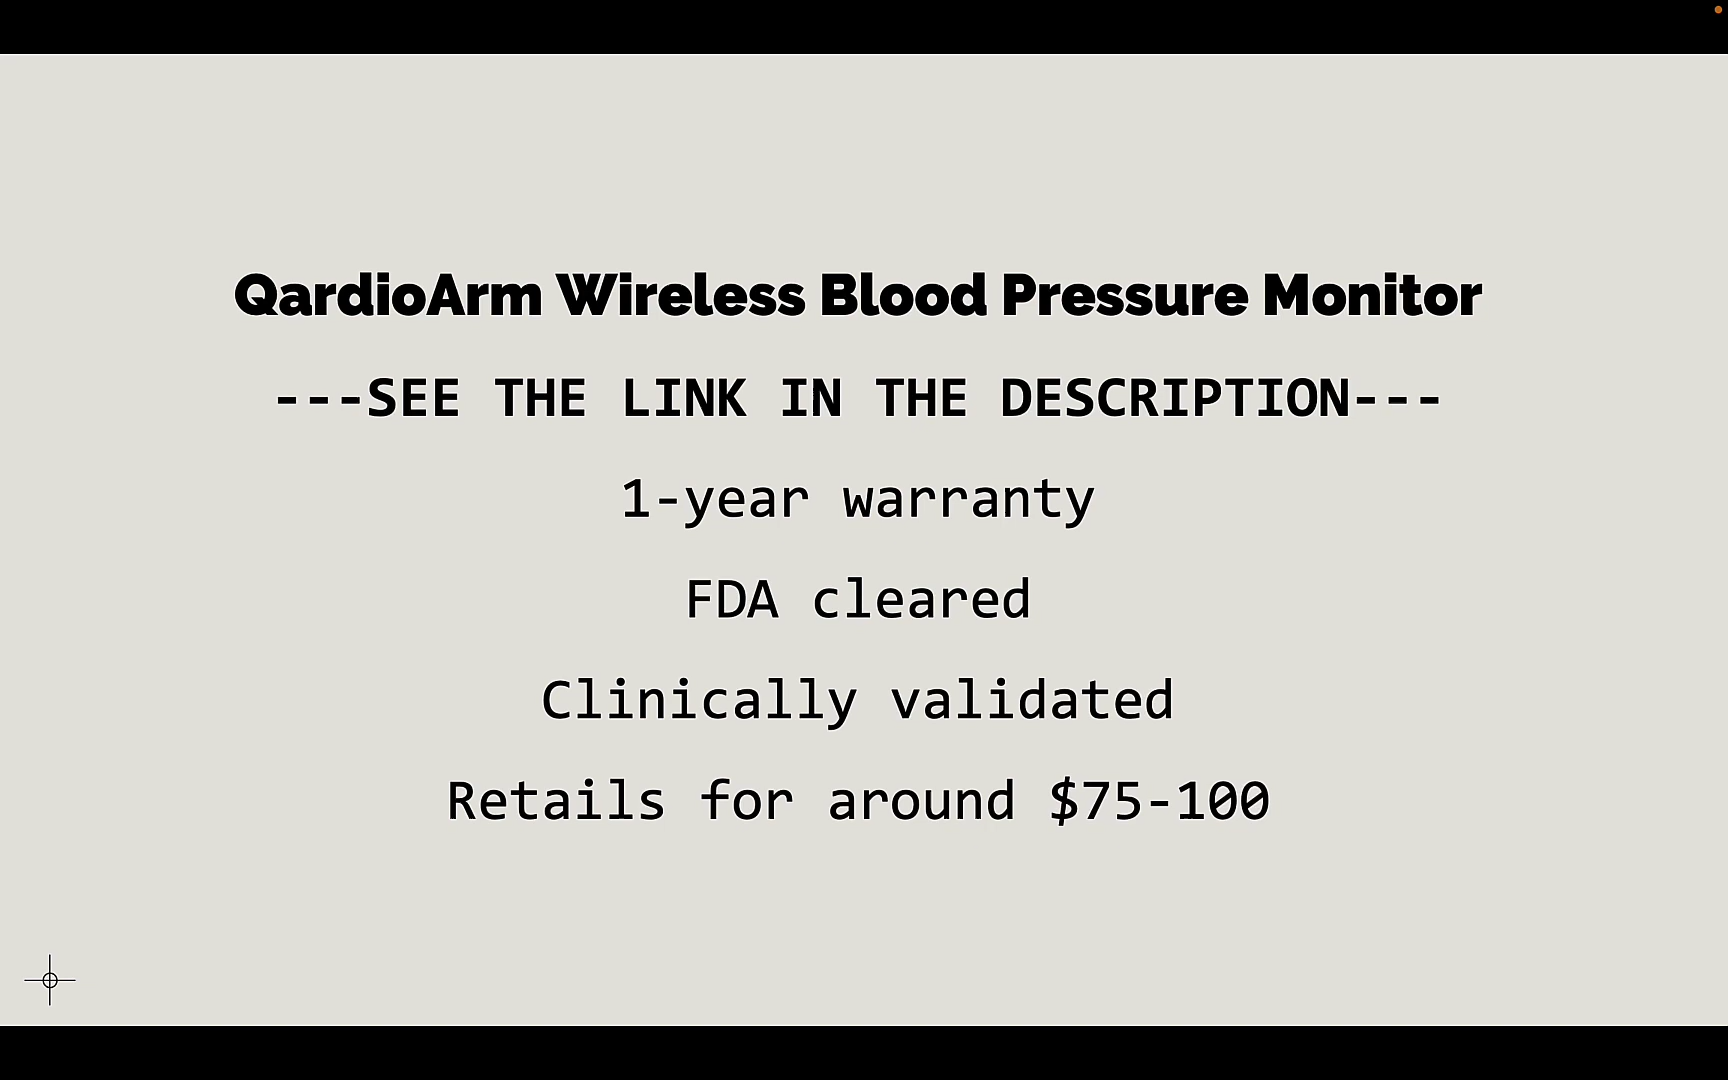 QardioArm Wireless Blood Pressure Monitor
---SEE THE LINK IN THE DESCRIPTION---
1-year warranty
FDA cleared
Clinically validated
Retails for around $75-100